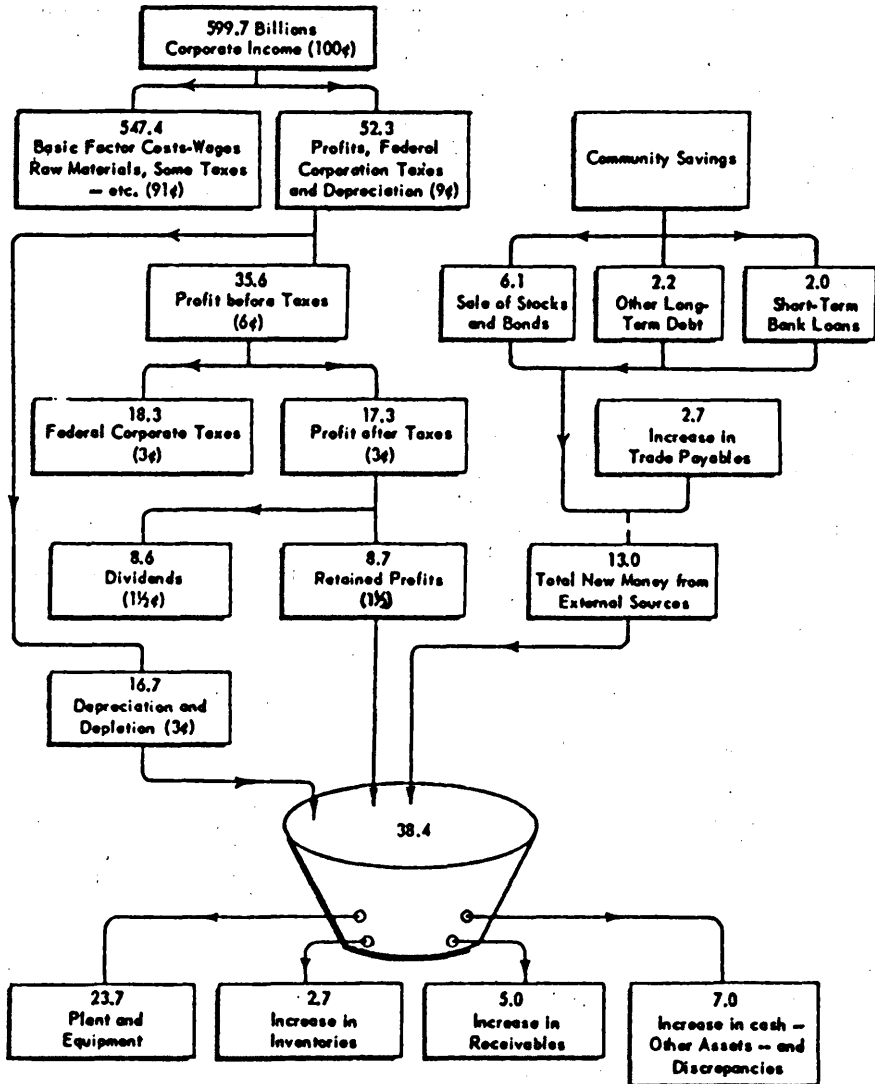 599.7 Billions
Corporate Income (100¢)
547.4
Basic Factor Costs-Wages
Raw Materials, Some Taxes
— etc. (91¢)
52.3
Profits, Federal
Corporation Taxes
and Depreciation (9¢)
Community Savings
35.6
Profit before Taxes
(6¢)
6.1
Sale of Stocks
and Bonds
2.2
Other Long-
Term Debt
2.0
Short-Term
Bank Loans
18.3
Federal Corporate Taxes
(3¢)
17.3
Profit after Taxes
(3¢)
2.7
Increase in
Trade Payables
8.6
Dividends
(1½¢)
8.7
Retained Profits
(1½)
13.0
Total New Money from
External Sources
16.7
Depreciation and
Depletion (3¢)
38.4
23.7
Plant and
Equipment
2.7
Increase in
Inventories
5.0
Increase in
Receivables
7.0
Increase in cash —
Other Assets — and
Discrepancies